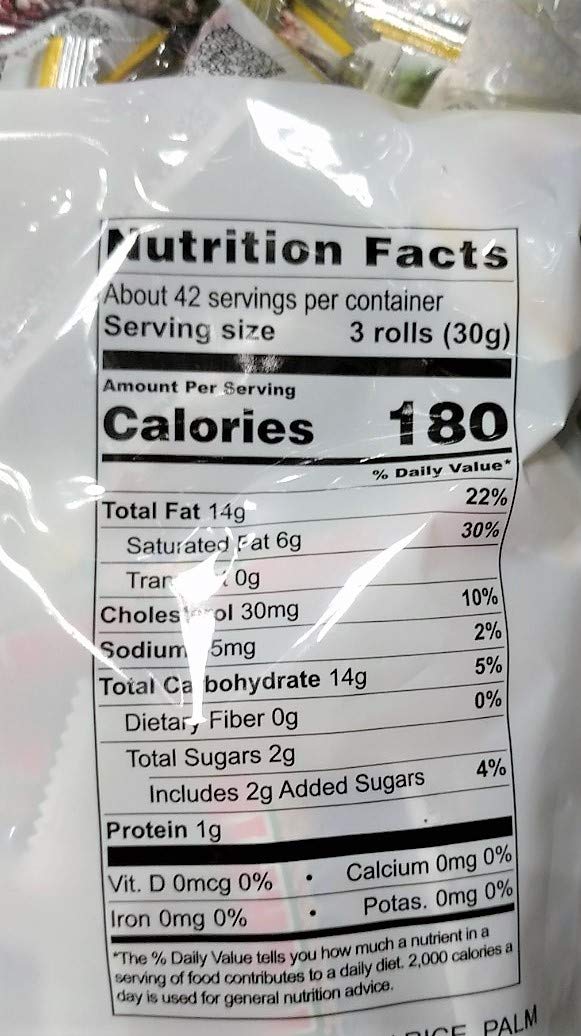 Nutrition Facts
About 42 servings per container
Serving size 3 rolls (30g)
Amount Per Serving
Calories 180
% Daily Value*
Total Fat 14g 22%
Saturated Fat 6g 30%
0g
Cholesterol 30mg 10%
Sodium 2%
Total Carbohydrate 14g 5%
Dietary Fiber 0g 0%
Total Sugars 2g
Includes 2g Added Sugars 4%
Protein 1g
Vit. D 0mcg 0% • Calcium 0mg 0%
Iron 0mg 0% • Potas. 0mg 0%
*The % Daily Value tells you how much a nutrient in a
serving of food contributes to a daily diet. 2,000 calories a
day is used for general nutrition advice.
PALM